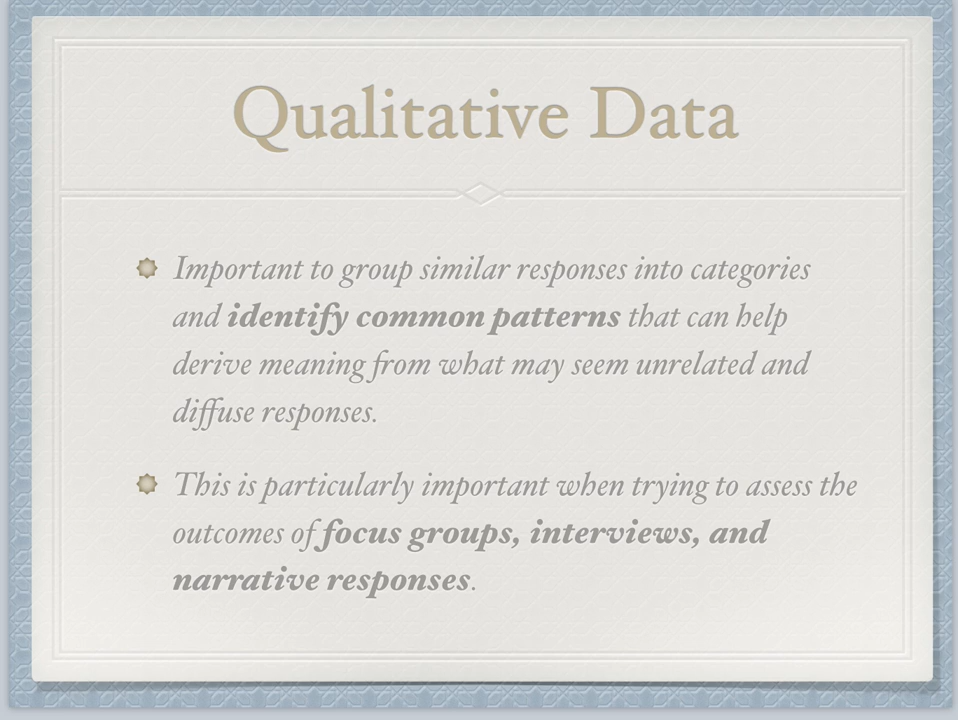 Qualitative Data
Important to group similar responses into categories
and identify common patterns that can help
derive meaning from what may seem unrelated and
diffuse responses.
This is particularly important when trying to assess the
outcomes of focus groups, interviews, and
narrative responses.